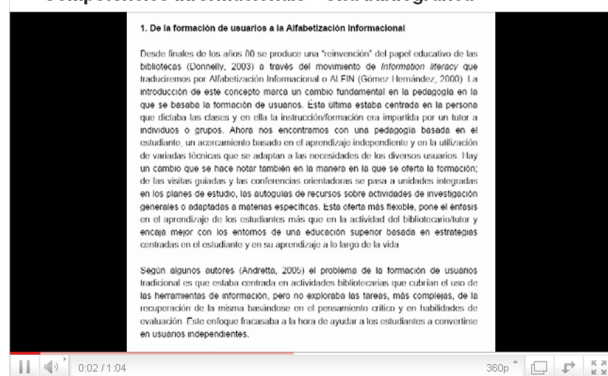 1. De la formación de usuarios a la Alfabetización Informacional
Desde finales de los años 80 se produce una "reinvención" del papel educativo de las
bibliotecas (Donnelly, 2003) a través del movimiento de Information literacy que
traduciremos por Alfabetización Informacional o ALFIN (Gómez Hernández, 2000). La
introducción de este concepto marca un cambio fundamental en la pedagogía en la
que se basaba la formación de usuarios. Esta última estaba centrada en la persona
que dictaba las clases y en ella la instrucción/formación era impartida por un tutor a
individuos o grupos. Ahora nos encontramos con una pedagogía basada en el
estudiante, un acercamiento basado en el aprendizaje independiente y en la utilización
de variadas técnicas que se adaptan a las necesidades de los diversos usuarios. Hay
un cambio que se hace notar también en la manera en la que se oferta la formación;
de las visitas guiadas y las conferencias orientadoras se pasa a unidades integradas
en los planes de estudio, las autoguías de recursos sobre actividades de investigación
generales o adaptadas a materias específicas. Esta oferta más flexible, pone el énfasis
en el aprendizaje de los estudiantes más que en la actividad del bibliotecario/tutor y
encaja mejor con los entornos de una educación superior basada en estrategias
centradas en el estudiante y en su aprendizaje a lo largo de la vida.
Según algunos autores (Andretta, 2005) el problema de la formación de usuarios
tradicional es que estaba centrada en actividades bibliotecarias que cubrían el uso de
las herramientas de información, pero no exploraba las tareas, más complejas, de la
recuperación de la misma basándose en el pensamiento crítico y en habilidades de
evaluación. Este enfoque fracasaba a la hora de ayudar a los estudiantes a convertirse
en usuarios independientes.
0:02 / 1:04
360p